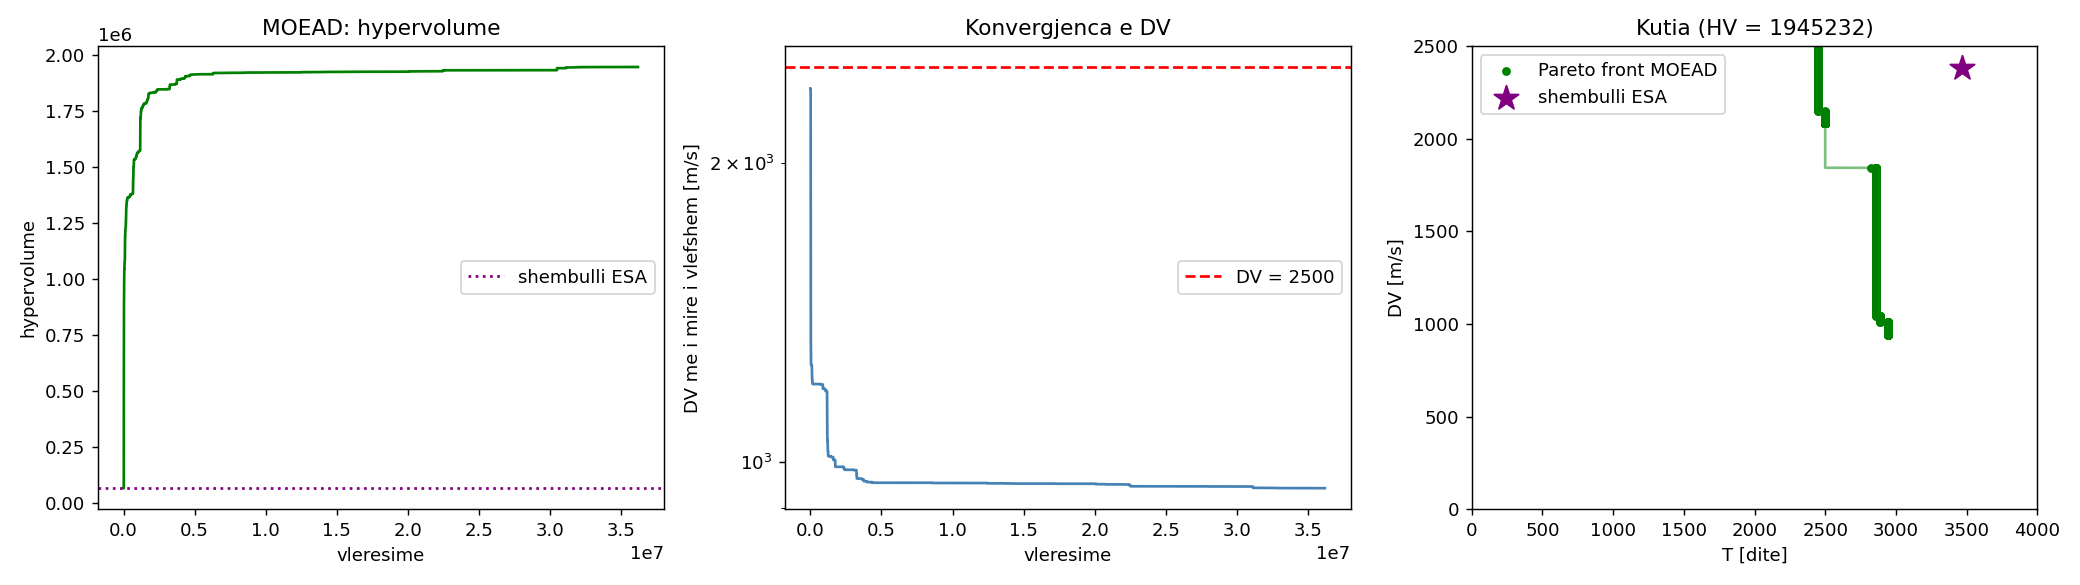 MOEAD: hypervolume
1e6
2.00
1.75
1.50
1.25
1.00
0.75
0.50
0.25
0.00
hypervolume
shembulli ESA
0.0
0.5
1.0
1.5
2.0
2.5
3.0
3.5
1e7
vleresime
Konvergjenca e DV
2 × 10³
10³
DV me i mire i vlefshem [m/s]
DV = 2500
0.0
0.5
1.0
1.5
2.0
2.5
3.0
3.5
1e7
vleresime
Kutia (HV = 1945232)
2500
2000
1500
1000
500
0
DV [m/s]
Pareto front MOEAD
shembulli ESA
0
500
1000
1500
2000
2500
3000
3500
4000
T [dite]